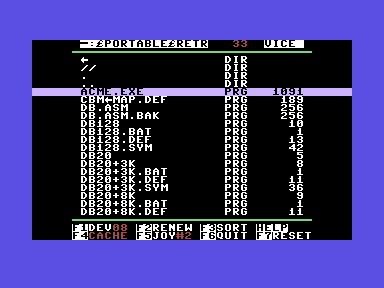 ←:£PORTABLE£RETR 33 VICE
← DIR
// DIR
. DIR
.. DIR
ACME.EXE PRG 1091
CBM←MAP.DEF PRG 189
DB.ASM PRG 256
DB.ASM.BAK PRG 256
DB128 PRG 10
DB128.BAT PRG 1
DB128.DEF PRG 13
DB128.SYM PRG 42
DB20 PRG 5
DB20+3K PRG 8
DB20+3K.BAT PRG 1
DB20+3K.DEF PRG 11
DB20+3K.SYM PRG 36
DB20+8K PRG 9
DB20+8K.BAT PRG 1
DB20+8K.DEF PRG 11
F1DEV08 F2RENEW F3SORT HELP
F4CACHE F5JOY#2 F6QUIT F7RESET